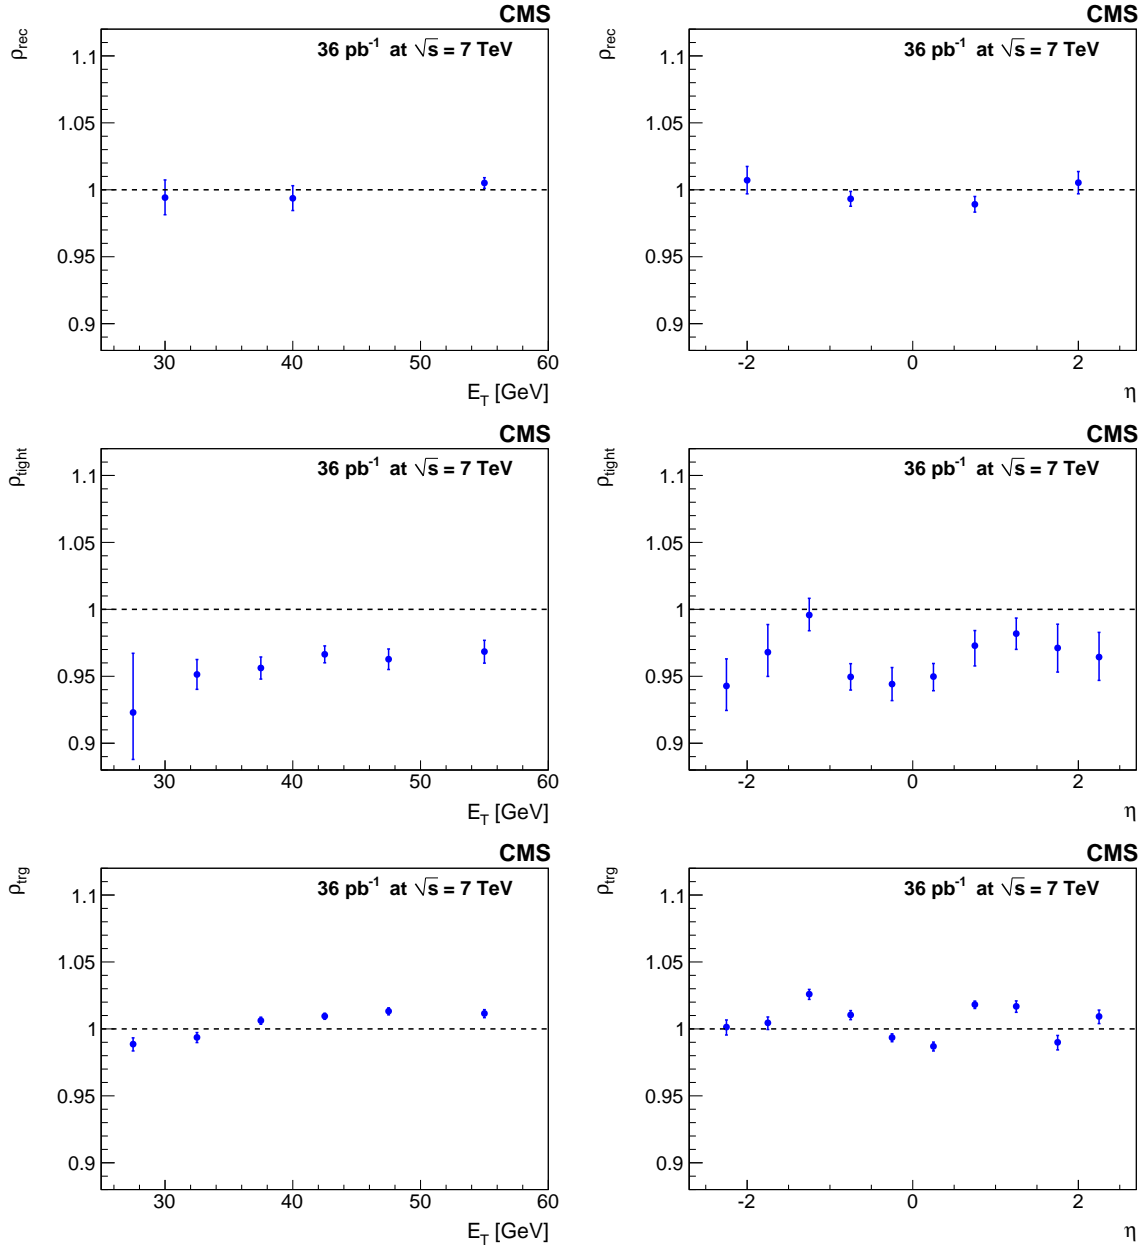 CMS
ρrec
36 pb-1 at √s = 7 TeV
1.1
1.05
1
0.95
0.9
30 40 50 60
ET [GeV]
CMS
ρrec
36 pb-1 at √s = 7 TeV
1.1
1.05
1
0.95
0.9
-2 0 2
η
CMS
ρtight
36 pb-1 at √s = 7 TeV
1.1
1.05
1
0.95
0.9
30 40 50 60
ET [GeV]
CMS
ρtight
36 pb-1 at √s = 7 TeV
1.1
1.05
1
0.95
0.9
-2 0 2
η
CMS
ρtrg
36 pb-1 at √s = 7 TeV
1.1
1.05
1
0.95
0.9
30 40 50 60
ET [GeV]
CMS
ρtrg
36 pb-1 at √s = 7 TeV
1.1
1.05
1
0.95
0.9
-2 0 2
η